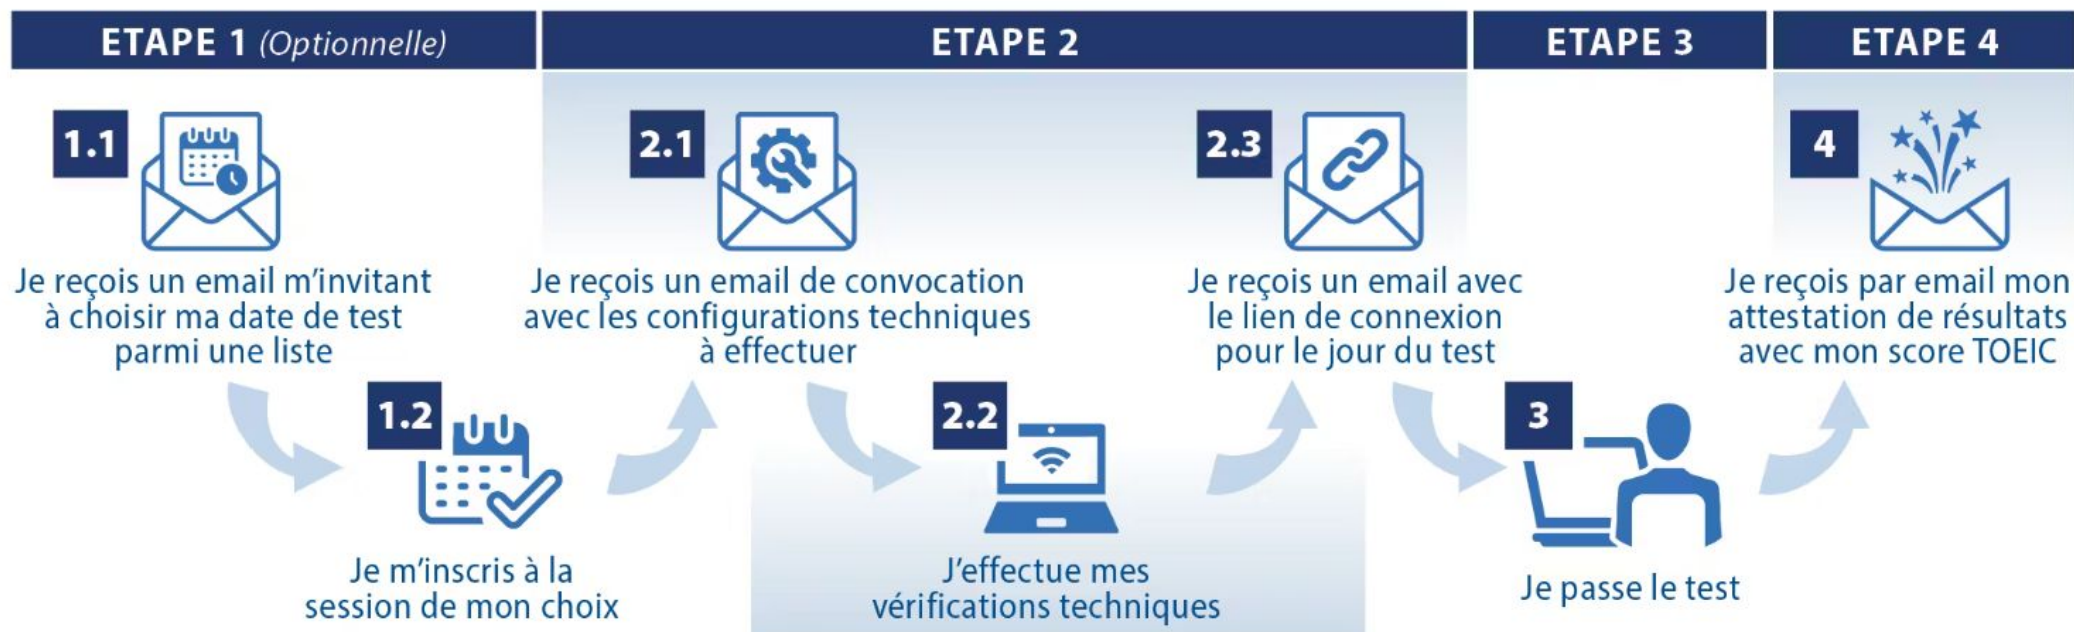 ETAPE 1 (Optionnelle)
ETAPE 2
ETAPE 3
ETAPE 4
1.1
Je reçois un email m’invitant
à choisir ma date de test
parmi une liste
1.2
Je m’inscris à la
session de mon choix
2.1
Je reçois un email de convocation
avec les configurations techniques
à effectuer
2.2
J’effectue mes
vérifications techniques
2.3
Je reçois un email avec
le lien de connexion
pour le jour du test
3
Je passe le test
4
Je reçois par email mon
attestation de résultats
avec mon score TOEIC